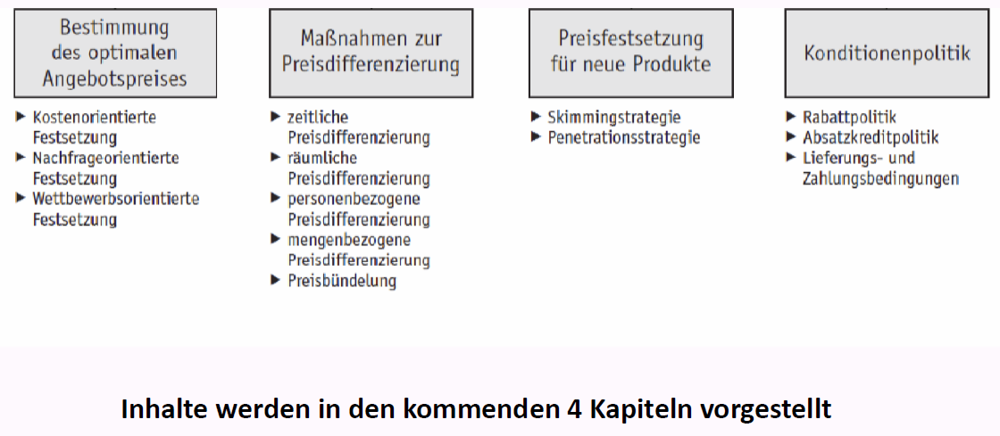 Bestimmung
des optimalen
Angebotspreises
► Kostenorientierte
Festsetzung
► Nachfrageorientierte
Festsetzung
► Wettbewerbsorientierte
Festsetzung
Maßnahmen zur
Preisdifferenzierung
► zeitliche
Preisdifferenzierung
► räumliche
Preisdifferenzierung
► personenbezogene
Preisdifferenzierung
► mengenbezogene
Preisdifferenzierung
► Preisbündelung
Preisfestsetzung
für neue Produkte
► Skimmingstrategie
► Penetrationsstrategie
Konditionenpolitik
► Rabattpolitik
► Absatzkreditpolitik
► Lieferungs- und
Zahlungsbedingungen
Inhalte werden in den kommenden 4 Kapiteln vorgestellt